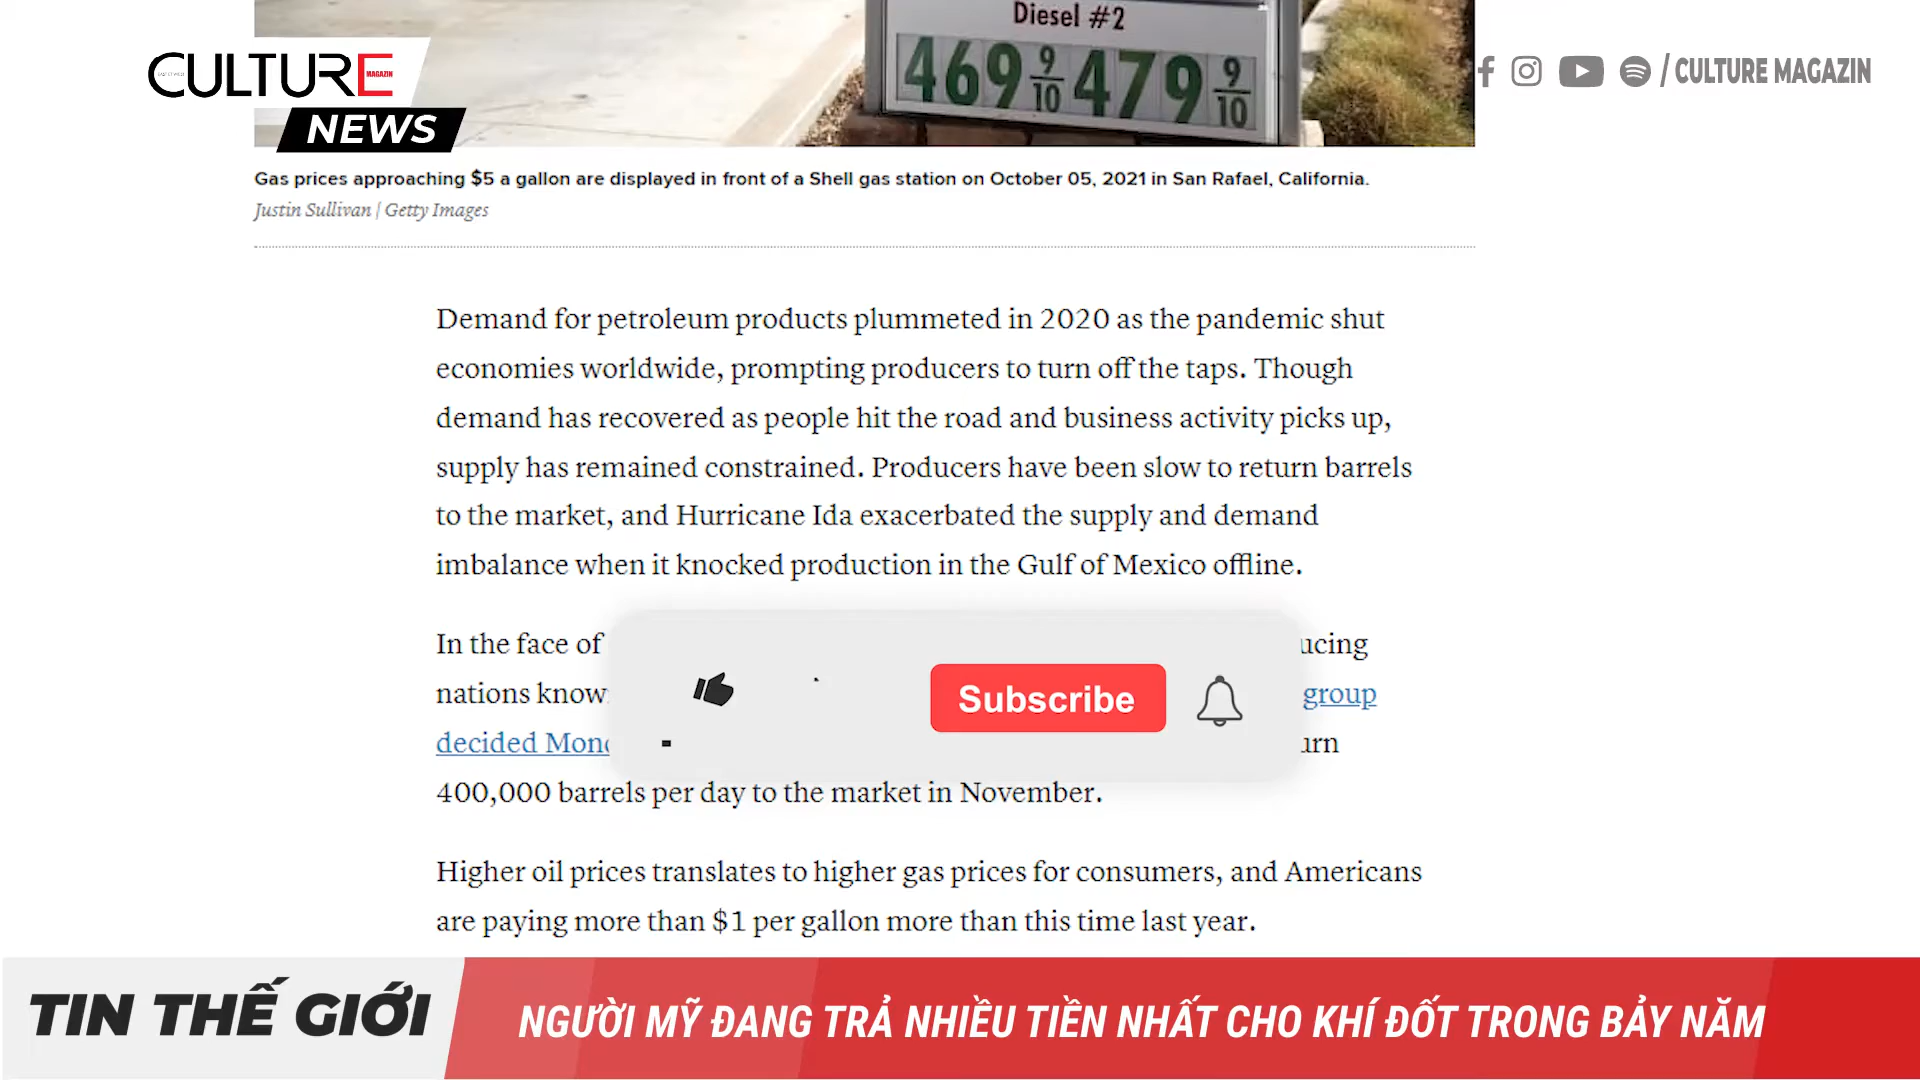 Diesel #2
469 9/10 479 9/10
CULTURE
MAGAZIN
NEWS
/ CULTURE MAGAZIN
Gas prices approaching $5 a gallon are displayed in front of a Shell gas station on October 05, 2021 in San Rafael, California.
Justin Sullivan | Getty Images
Demand for petroleum products plummeted in 2020 as the pandemic shut
economies worldwide, prompting producers to turn off the taps. Though
demand has recovered as people hit the road and business activity picks up,
supply has remained constrained. Producers have been slow to return barrels
to the market, and Hurricane Ida exacerbated the supply and demand
imbalance when it knocked production in the Gulf of Mexico offline.
In the face of ucing
nations know group
decided Mon urn
Subscribe
400,000 barrels per day to the market in November.
Higher oil prices translates to higher gas prices for consumers, and Americans
are paying more than $1 per gallon more than this time last year.
TIN THẾ GIỚI
NGƯỜI MỸ ĐANG TRẢ NHIỀU TIỀN NHẤT CHO KHÍ ĐỐT TRONG BẢY NĂM